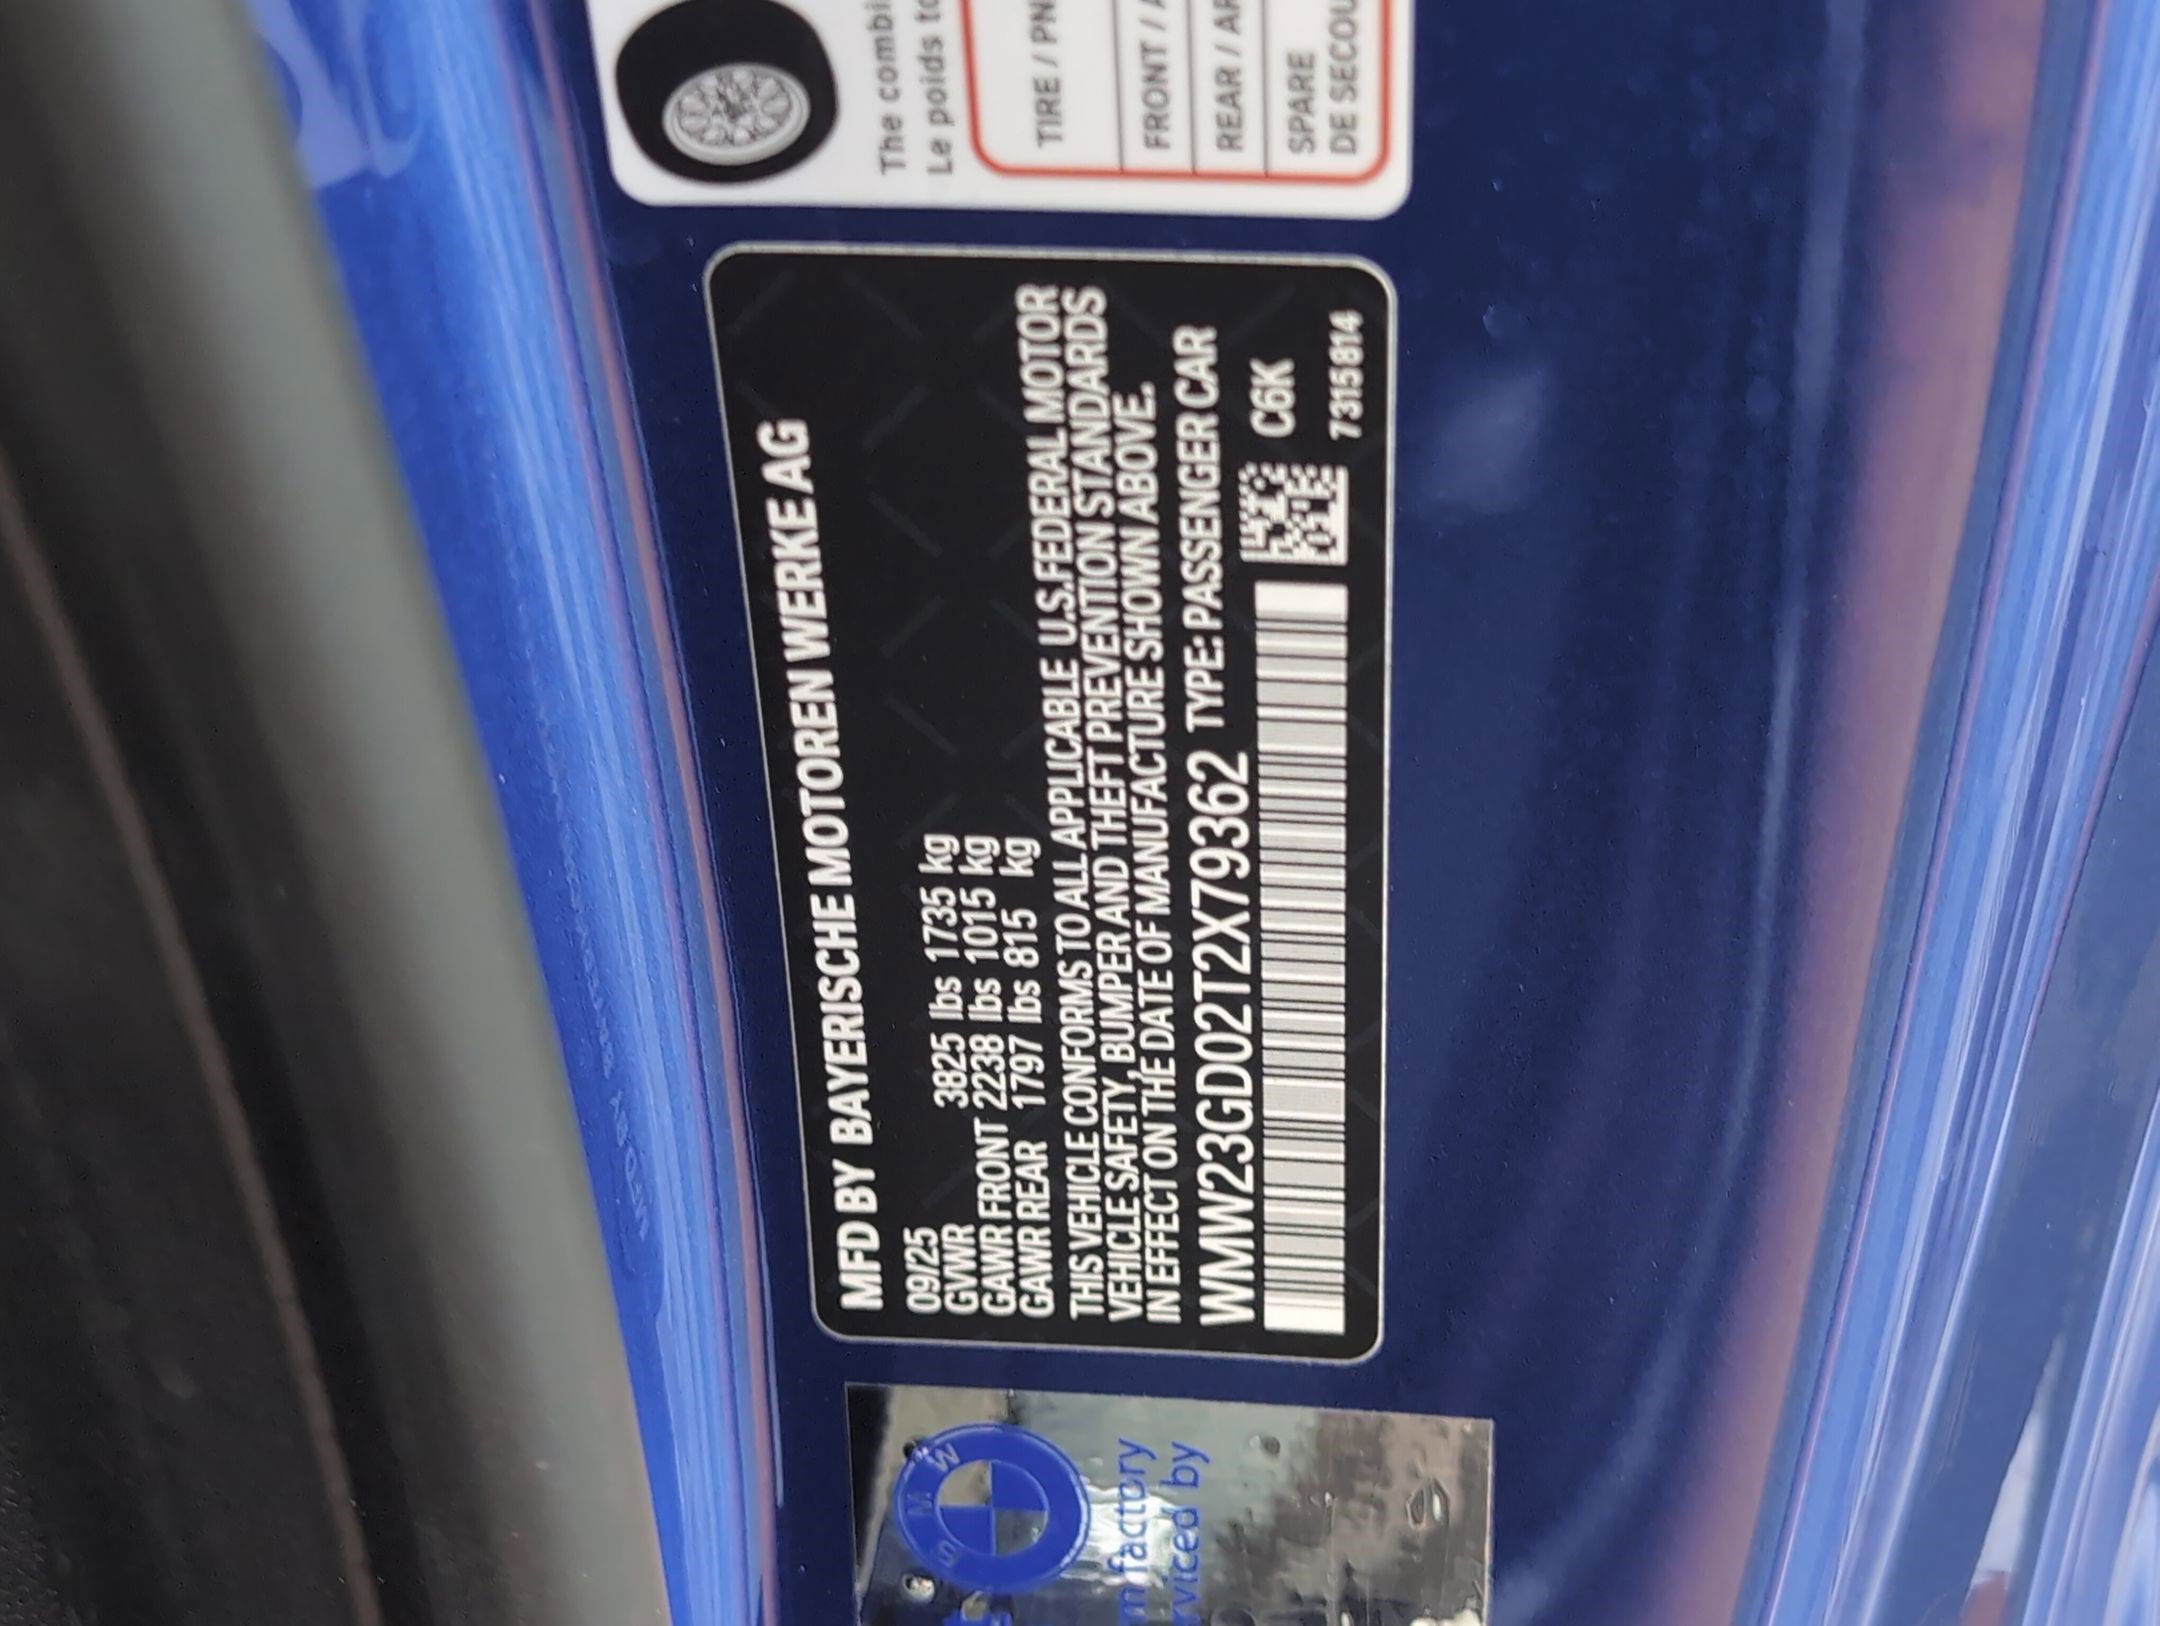 The combi
Le poids to
TIRE / PN
FRONT / A
REAR / AR
SPARE
DE SECOU
MFD BY BAYERISCHE MOTOREN WERKE AG
09/25
GVWR 3825 lbs 1735 kg
GAWR FRONT 2238 lbs 1015 kg
GAWR REAR 1797 lbs 815 kg
THIS VEHICLE CONFORMS TO ALL APPLICABLE U.S. FEDERAL MOTOR
VEHICLE SAFETY, BUMPER AND THEFT PREVENTION STANDARDS
IN EFFECT ON THE DATE OF MANUFACTURE SHOWN ABOVE.
WMW23GD02T2X79362 TYPE: PASSENGER CAR
C6K
7315814
BMW
m factory
rviced by